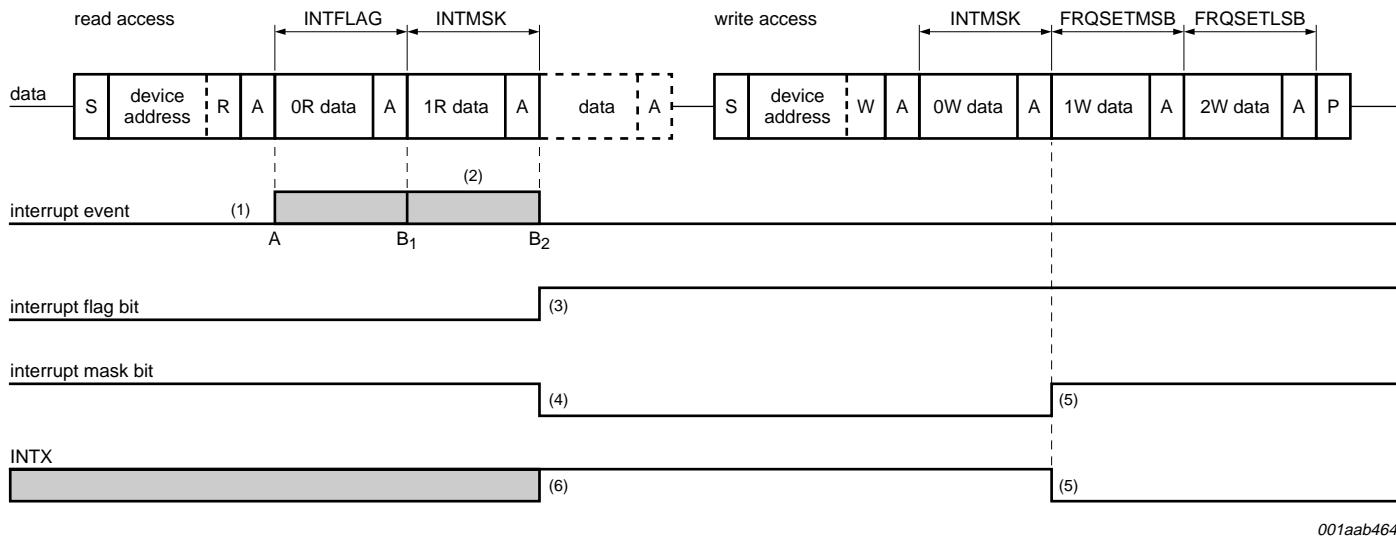 read access INTFLAG INTMSK write access INTMSK FRQSETMSB FRQSETLSB
data S device address R A 0R data A 1R data A data A S device address W A 0W data A 1W data A 2W data A P
(2)
interrupt event (1)
A B1 B2
interrupt flag bit (3)
interrupt mask bit
(4) (5)
INTX
(6) (5)
001aab464